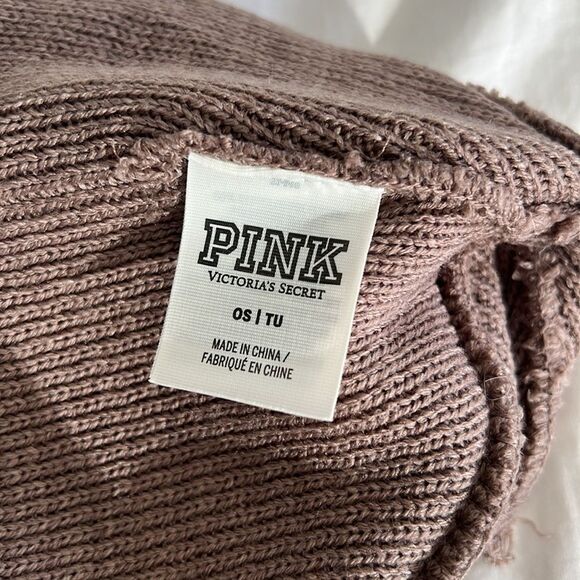 PINK
VICTORIA'S SECRET
OS | TU
MADE IN CHINA /
FABRIQUÉ EN CHINE